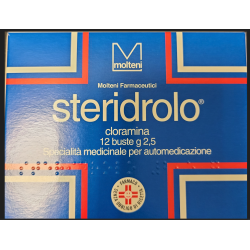 molteni
Molteni Farmaceutici
steridrolo®
cloramina
12 buste g 2,5
Specialità medicinale per automedicazione